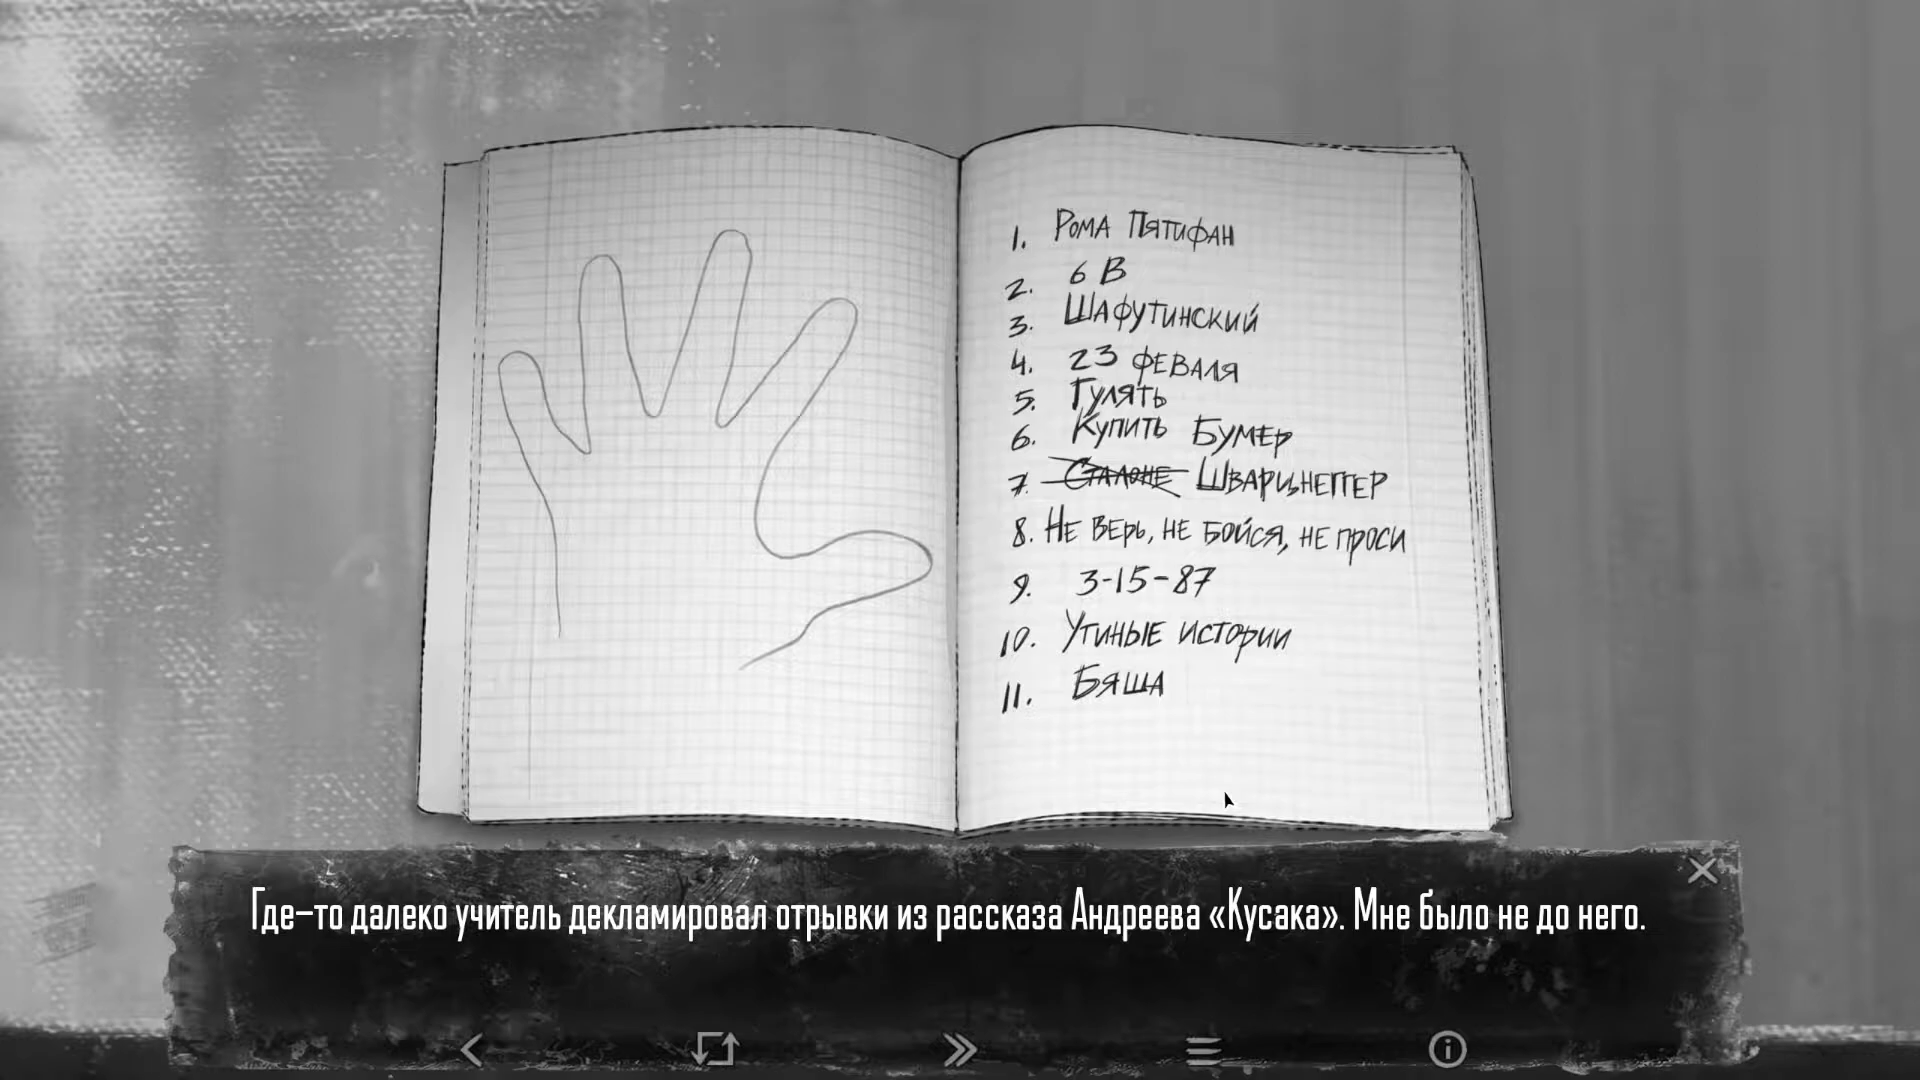 1. Рома Пятифан
2. 6 В
3. Шафутинский
4. 23 феваля
5. Гулять
6. Купить Бумер
7. Сталоне Шварцнеггер
8. Не верь, не бойся, не проси
9. 3-15-87
10. Утиные истории
11. Бяша
Где-то далеко учитель декламировал отрывки из рассказа Андреева «Кусака». Мне было не до него.